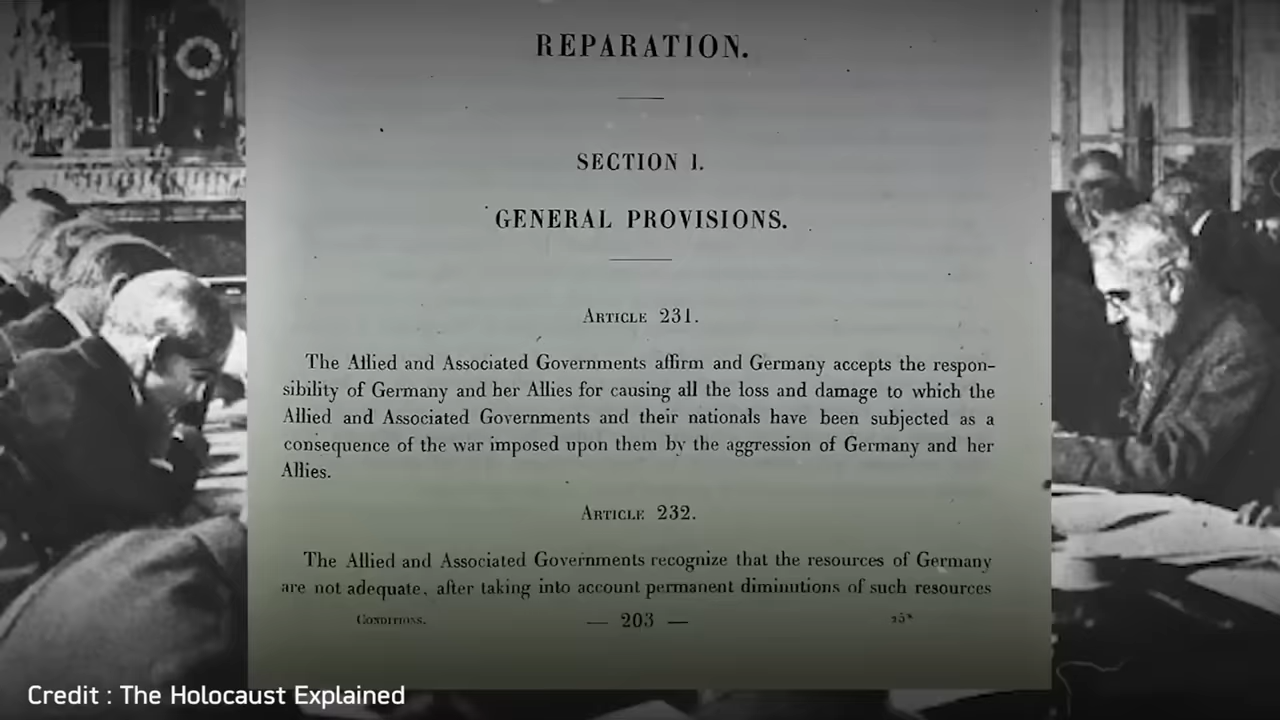 REPARATION.
SECTION I.
GENERAL PROVISIONS.
ARTICLE 231.
The Allied and Associated Governments affirm and Germany accepts the respon-
sibility of Germany and her Allies for causing all the loss and damage to which the
Allied and Associated Governments and their nationals have been subjected as a
consequence of the war imposed upon them by the aggression of Germany and her
Allies.
ARTICLE 232.
The Allied and Associated Governments recognize that the resources of Germany
are not adequate, after taking into account permanent diminutions of such resources
CONDITIONS. — 203 — 25*
Credit : The Holocaust Explained